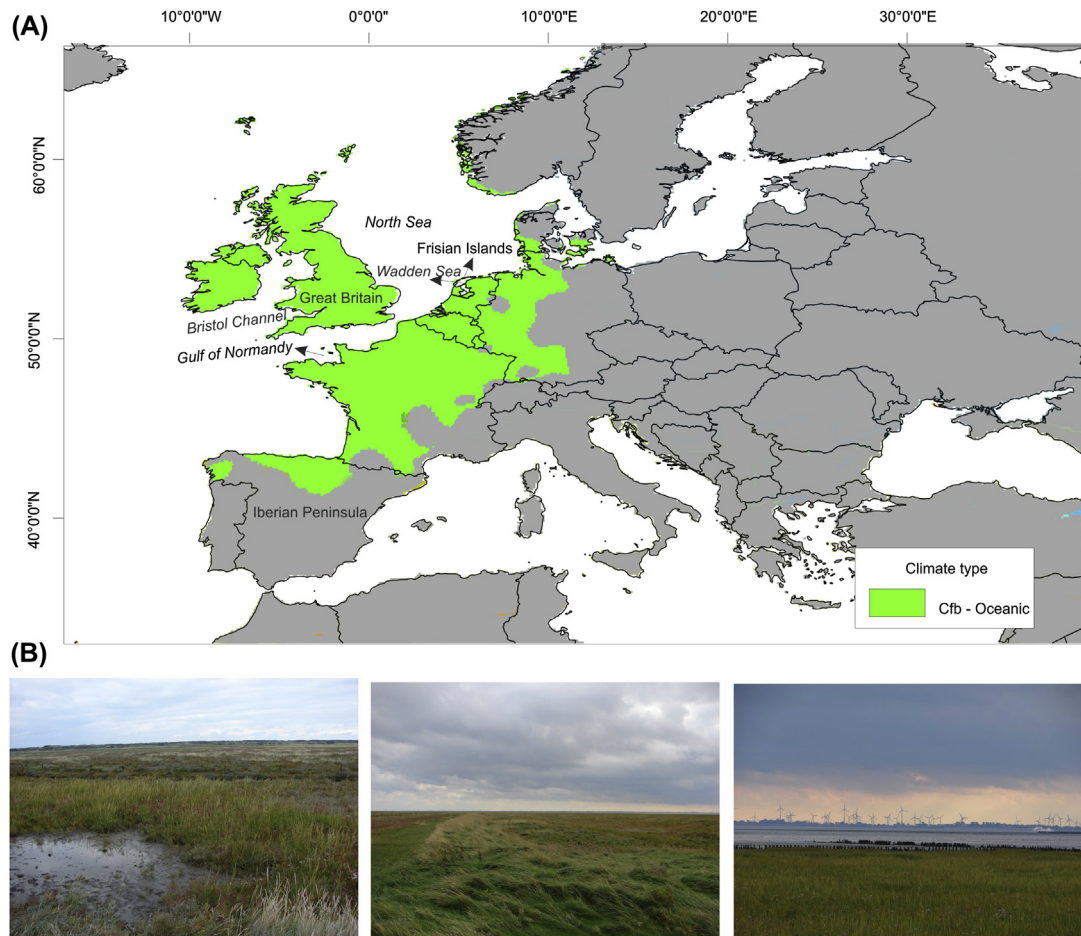 (A)
10°0'0"W 0°0'0" 10°0'0"E 20°0'0"E 30°0'0"E
60°0'0"N
North Sea
Frisian Islands
Wadden Sea
Great Britain
Bristol Channel
50°0'0"N
Gulf of Normandy
40°0'0"N
Iberian Peninsula
Climate type
Cfb - Oceanic
(B)